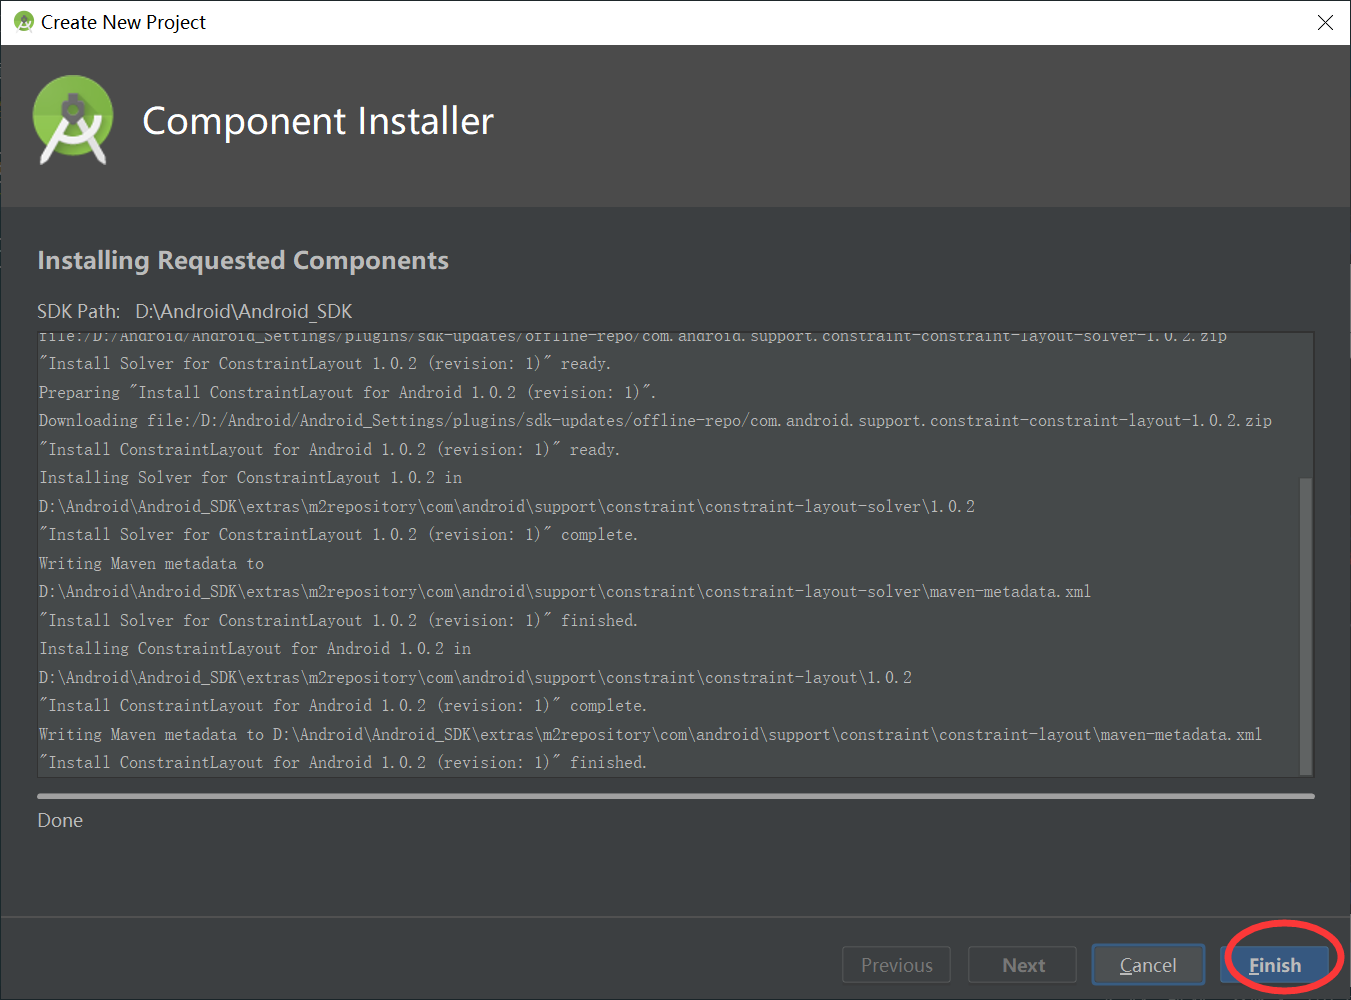 Create New Project
Component Installer
Installing Requested Components
SDK Path: D:\Android\Android_SDK
file:/D:/Android/Android_Settings/plugins/sdk-updates/offline-repo/com.android.support.constraint-constraint-layout-solver-1.0.2.zip
"Install Solver for ConstraintLayout 1.0.2 (revision: 1)" ready.
Preparing "Install ConstraintLayout for Android 1.0.2 (revision: 1)".
Downloading file:/D:/Android/Android_Settings/plugins/sdk-updates/offline-repo/com.android.support.constraint-constraint-layout-1.0.2.zip
"Install ConstraintLayout for Android 1.0.2 (revision: 1)" ready.
Installing Solver for ConstraintLayout 1.0.2 in
D:\Android\Android_SDK\extras\m2repository\com\android\support\constraint\constraint-layout-solver\1.0.2
"Install Solver for ConstraintLayout 1.0.2 (revision: 1)" complete.
Writing Maven metadata to
D:\Android\Android_SDK\extras\m2repository\com\android\support\constraint\constraint-layout-solver\maven-metadata.xml
"Install Solver for ConstraintLayout 1.0.2 (revision: 1)" finished.
Installing ConstraintLayout for Android 1.0.2 in
D:\Android\Android_SDK\extras\m2repository\com\android\support\constraint\constraint-layout\1.0.2
"Install ConstraintLayout for Android 1.0.2 (revision: 1)" complete.
Writing Maven metadata to D:\Android\Android_SDK\extras\m2repository\com\android\support\constraint\constraint-layout\maven-metadata.xml
"Install ConstraintLayout for Android 1.0.2 (revision: 1)" finished.
Done
Previous Next Cancel Finish